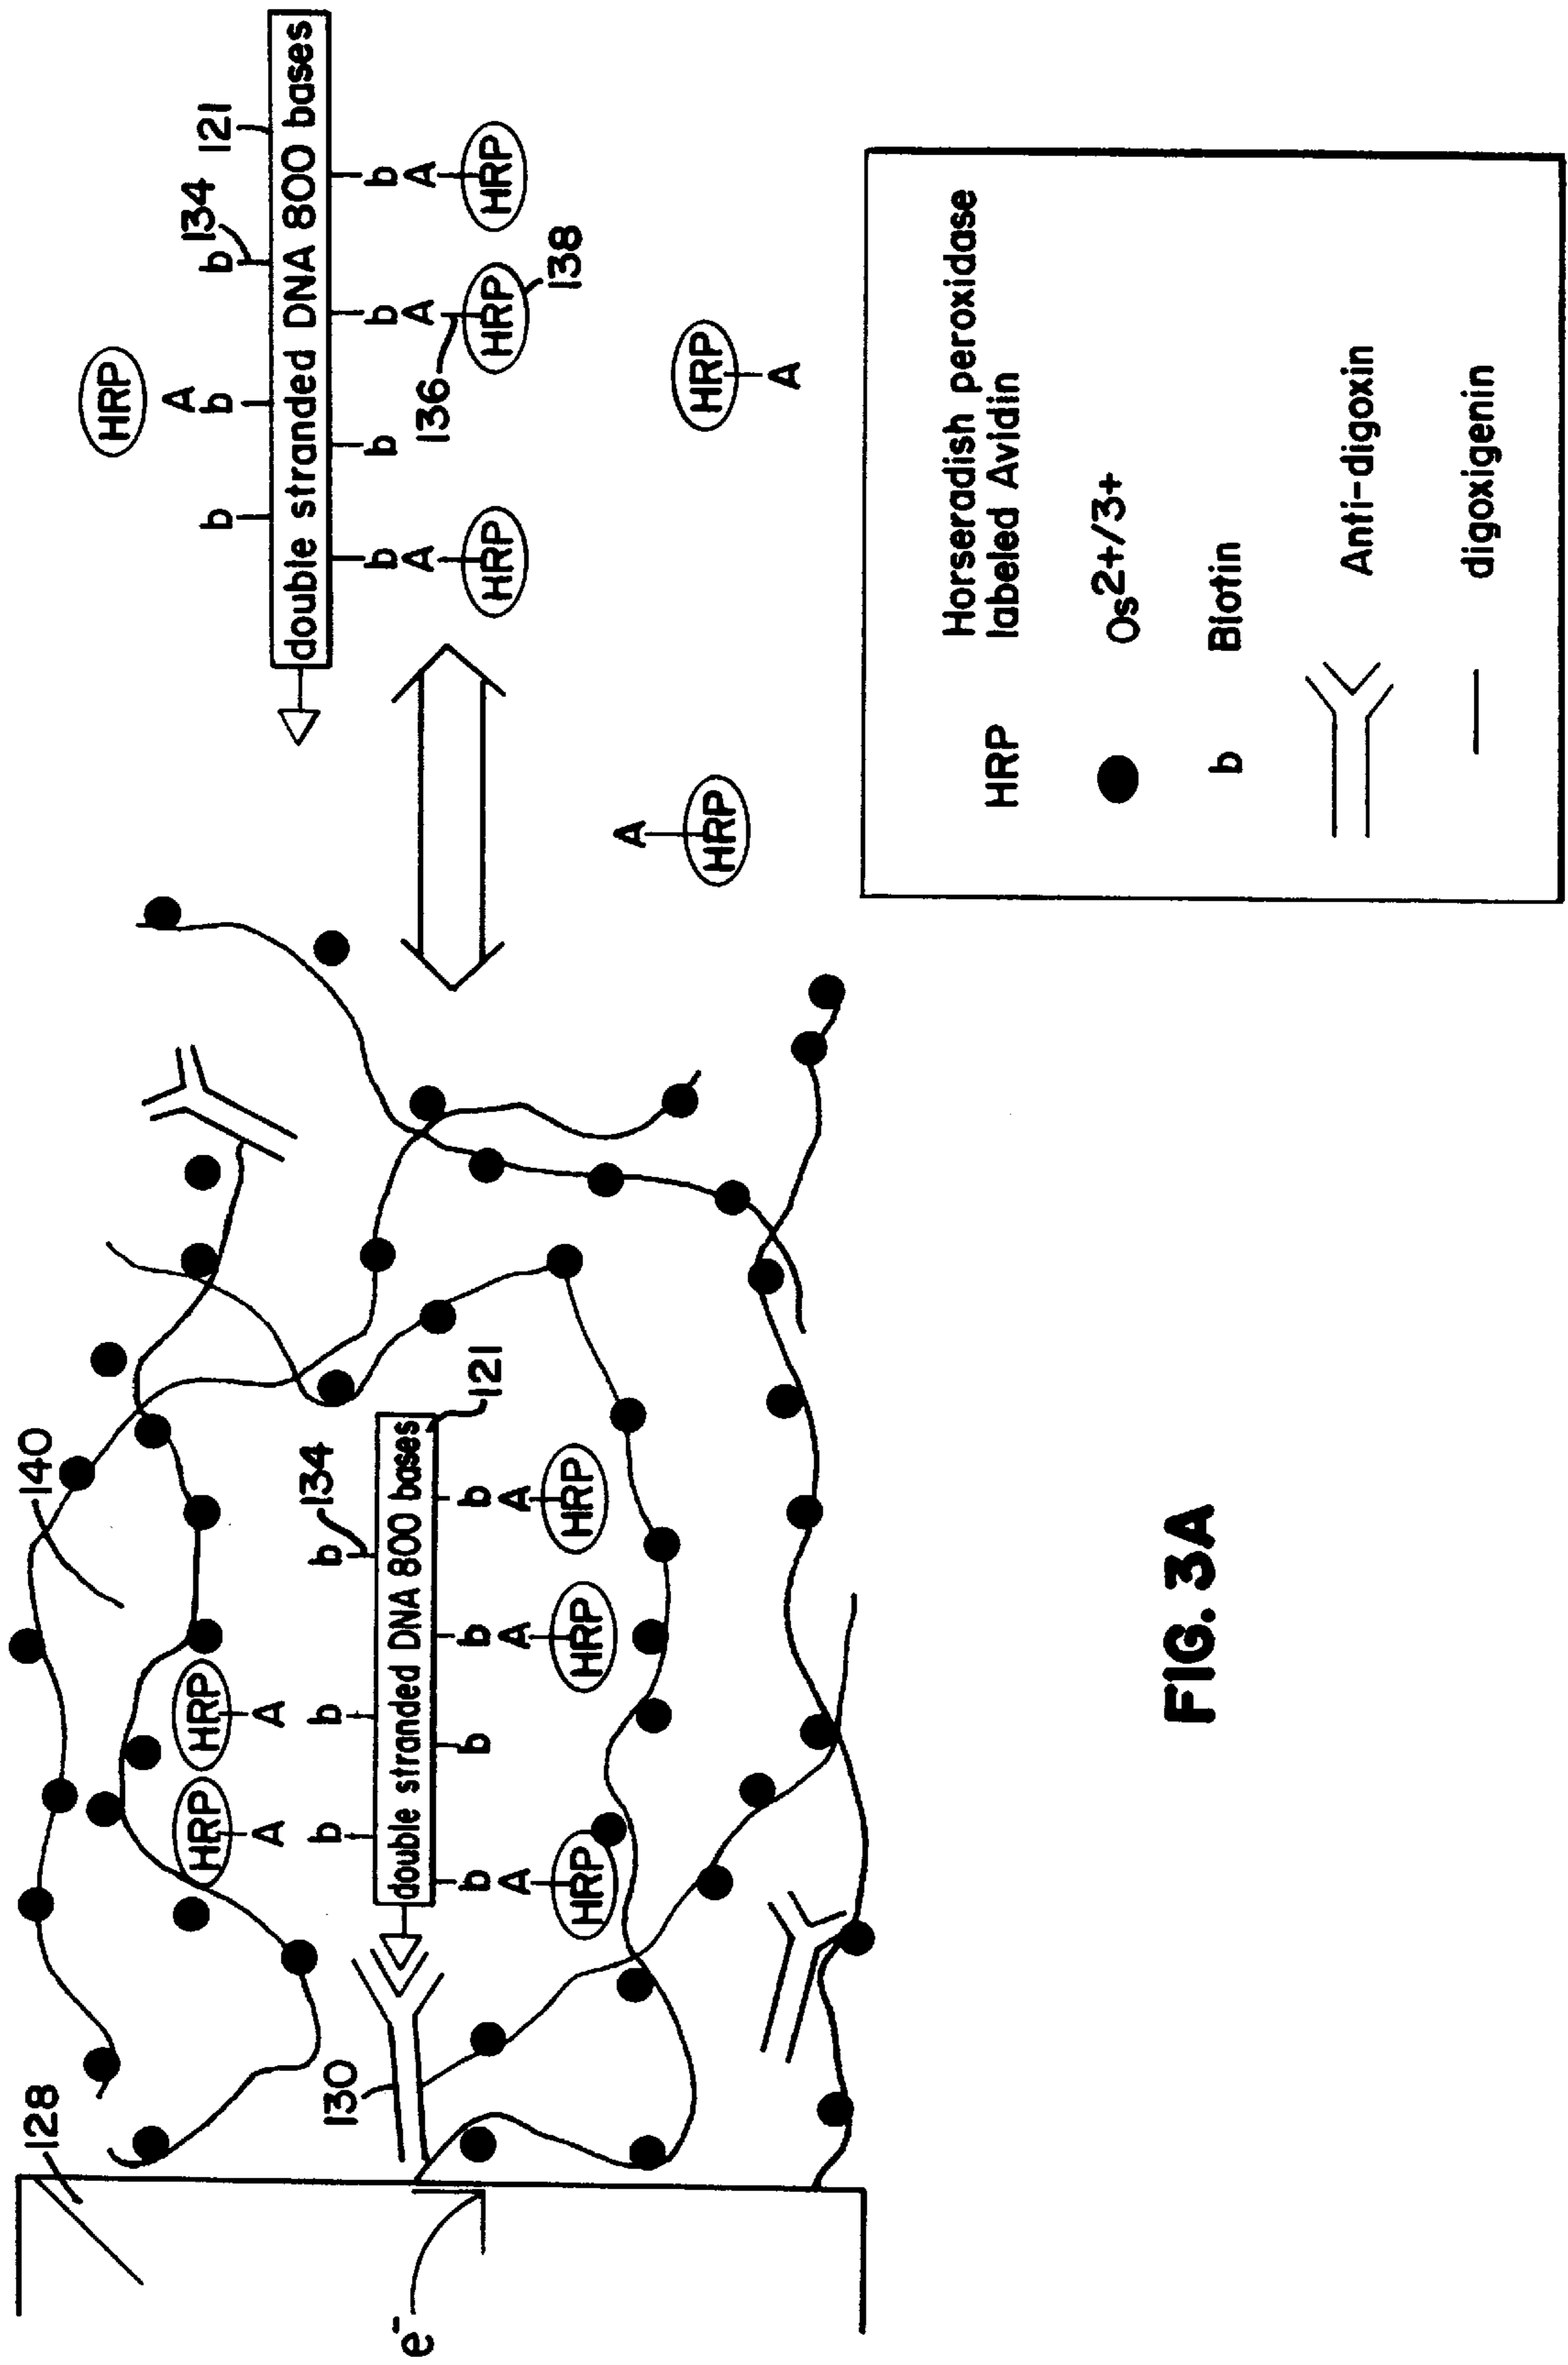 128
140
HRP
HRP
A
A
b
b
b
134
130
double stranded DNA 800 bases
121
b
b
b
b
A
A
A
HRP
HRP
HRP
e-
HRP
A
b
b
b
134
121
double stranded DNA 800 bases
b
b
b
b
A
A
A
136
HRP
HRP
HRP
138
A
HRP
HRP
A
HRP Horseradish peroxidase
labeled Avidin
Os2+/3+
b Biotin
Anti-digoxin
digoxigenin
FIG. 3A